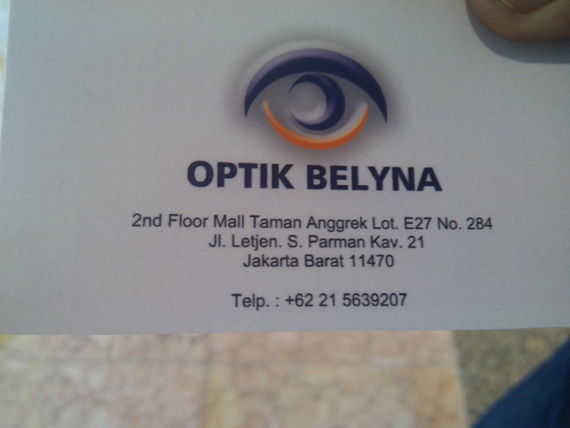 OPTIK BELYNA
2nd Floor Mall Taman Anggrek Lot. E27 No. 284
Jl. Letjen. S. Parman Kav. 21
Jakarta Barat 11470
Telp. : +62 21 5639207